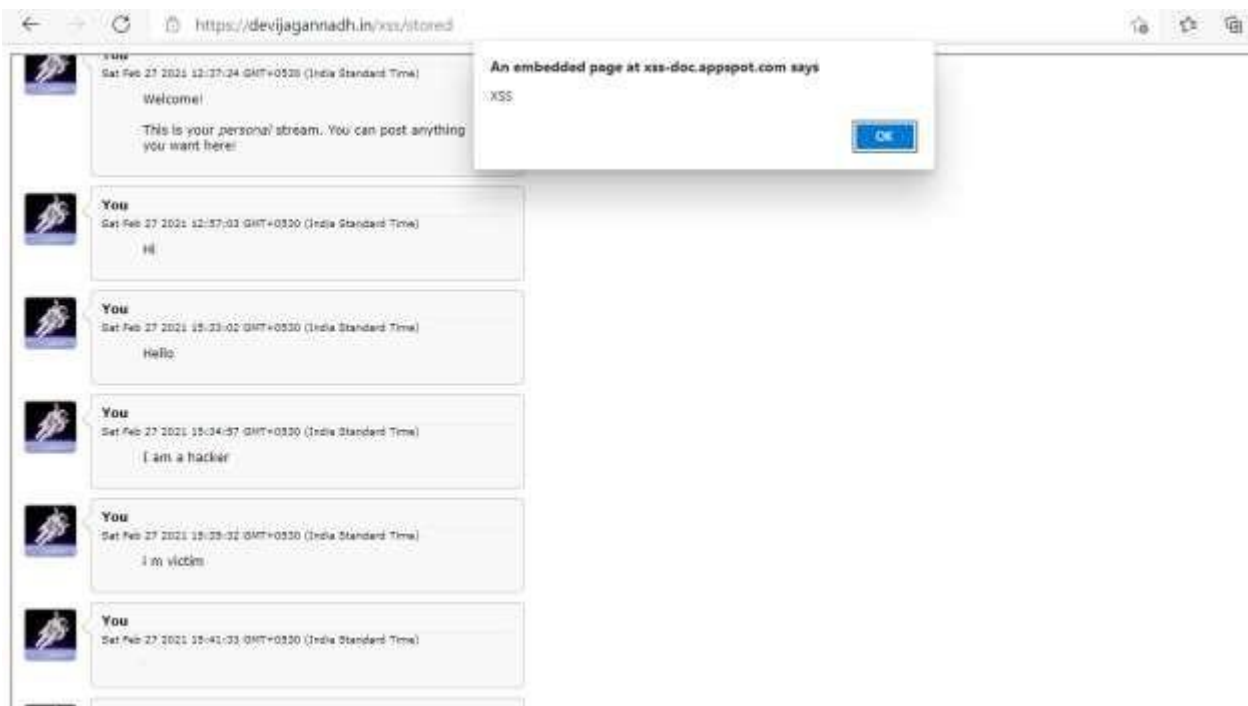 https://devijagannadh.in/xss/stored
An embedded page at xss-doc.appspot.com says
XSS
OK
You
Sat Feb 27 2021 12:37:24 GMT+0530 (India Standard Time)
Welcome!
This is your personal stream. You can post anything
you want here!
You
Sat Feb 27 2021 12:57:03 GMT+0530 (India Standard Time)
Hi
You
Sat Feb 27 2021 15:33:02 GMT+0530 (India Standard Time)
Hello
You
Sat Feb 27 2021 15:34:57 GMT+0530 (India Standard Time)
I am a hacker
You
Sat Feb 27 2021 15:35:32 GMT+0530 (India Standard Time)
i m victim
You
Sat Feb 27 2021 15:41:33 GMT+0530 (India Standard Time)